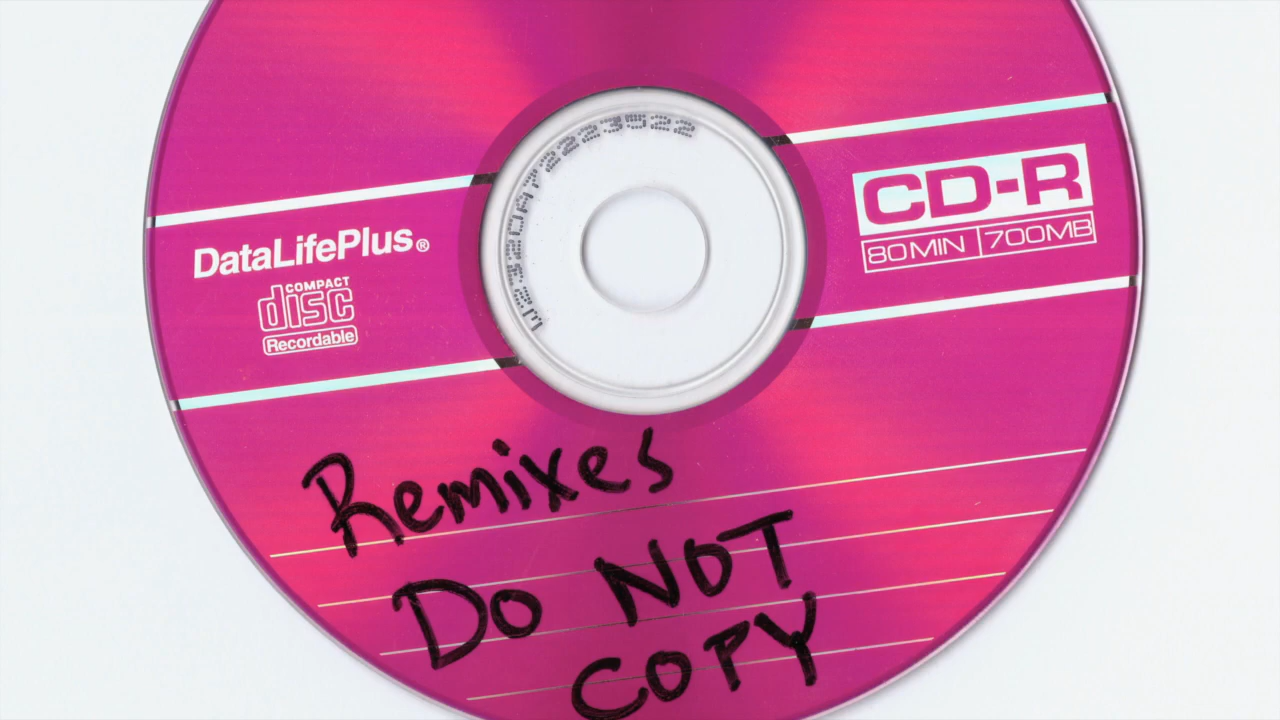 DataLifePlus®
COMPACT
disc
Recordable
CD-R
80MIN 700MB
Remixes
Do NOT
COPY